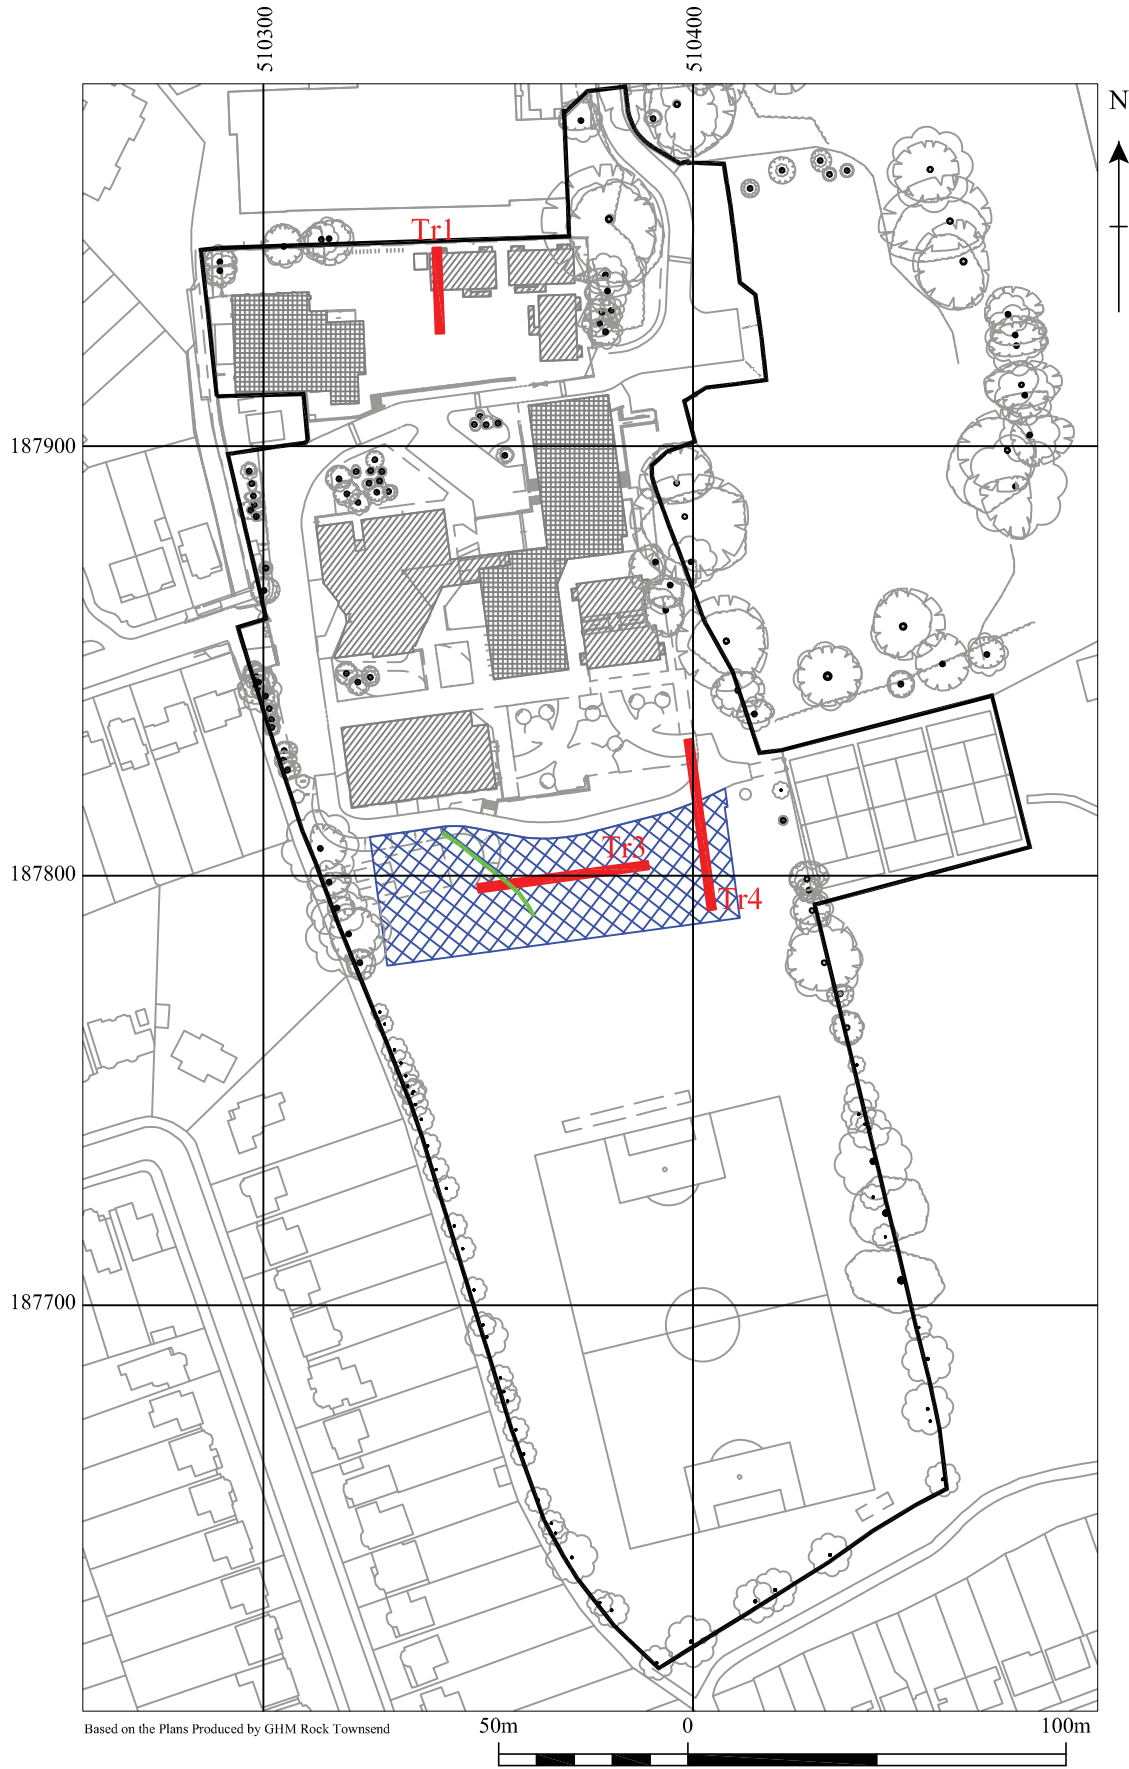 510300
510400
N
Tr1
187900
Tr3
187800
Tr4
187700
Based on the Plans Produced by GHM Rock Townsend
50m 0 100m